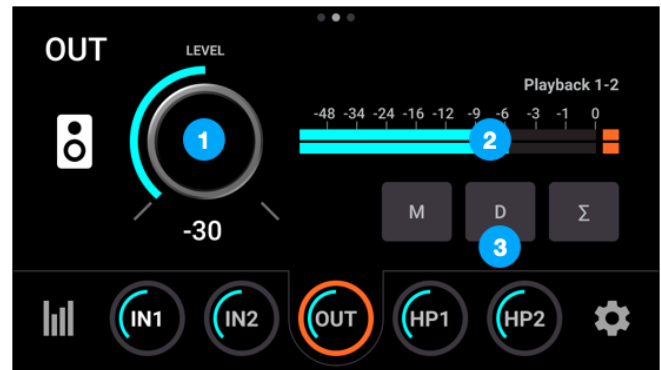 OUT
LEVEL
Playback 1-2
-48 -34 -24 -16 -12 -9 -6 -3 -1 0
1
2
-30
M D Σ
3
IN1 IN2 OUT HP1 HP2